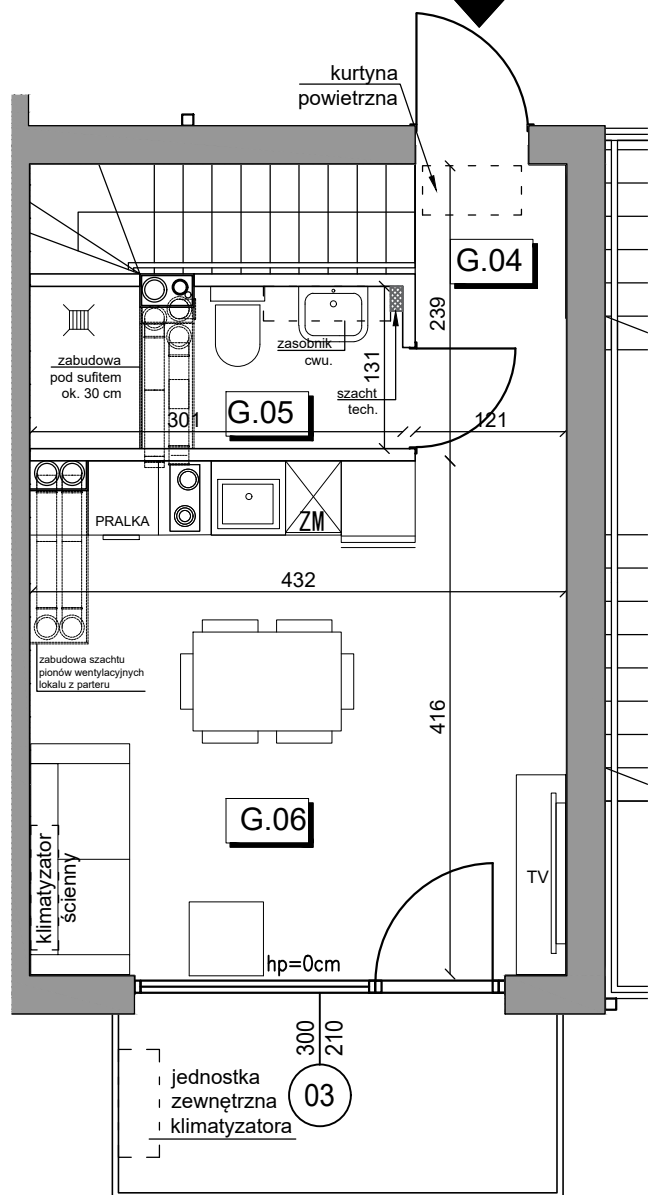 kurtyna
powietrzna
G.04
239
zabudowa
pod sufitem
ok. 30 cm
zasobnik
cwu.
131
szacht
tech.
G.05
301
121
PRALKA
ZM
432
zabudowa szachtu
pionów wentylacyjnych
lokalu z parteru
416
G.06
klimatyzator
ścienny
TV
hp=0cm
300
210
03
jednostka
zewnętrzna
klimatyzatora